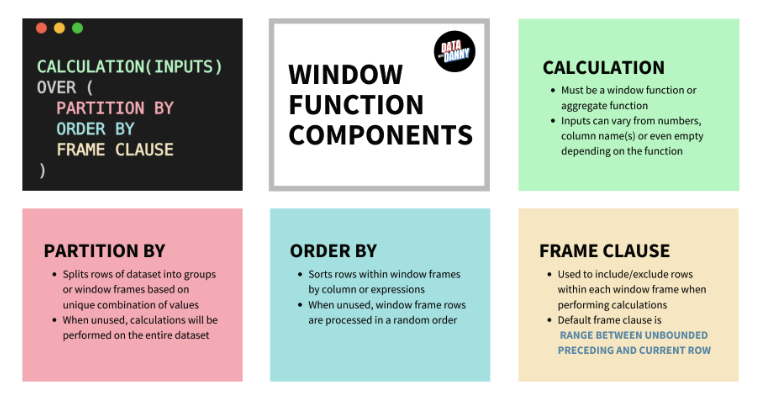 CALCULATION(INPUTS)
OVER (
PARTITION BY
ORDER BY
FRAME CLAUSE
)
DATA
DANNY
WINDOW
FUNCTION
COMPONENTS
CALCULATION
• Must be a window function or
aggregate function
• Inputs can vary from numbers,
column name(s) or even empty
depending on the function
PARTITION BY
• Splits rows of dataset into groups
or window frames based on
unique combination of values
• When unused, calculations will be
performed on the entire dataset
ORDER BY
• Sorts rows within window frames
by column or expressions
• When unused, window frame rows
are processed in a random order
FRAME CLAUSE
• Used to include/exclude rows
within each window frame when
performing calculations
• Default frame clause is
RANGE BETWEEN UNBOUNDED
PRECEDING AND CURRENT ROW